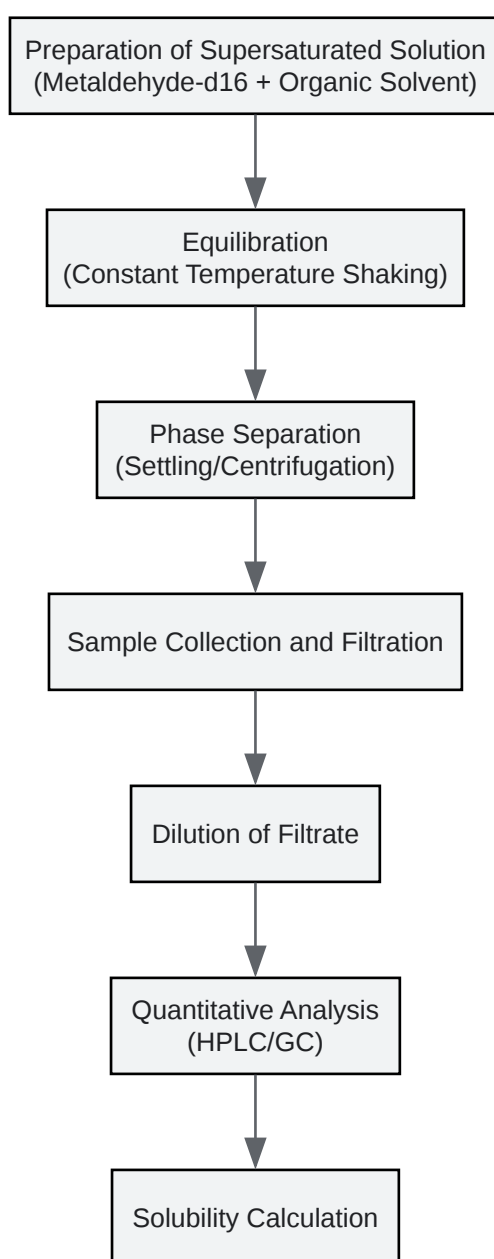 Preparation of Supersaturated Solution
(Metaldehyde-d16 + Organic Solvent)
Equilibration
(Constant Temperature Shaking)
Phase Separation
(Settling/Centrifugation)
Sample Collection and Filtration
Dilution of Filtrate
Quantitative Analysis
(HPLC/GC)
Solubility Calculation